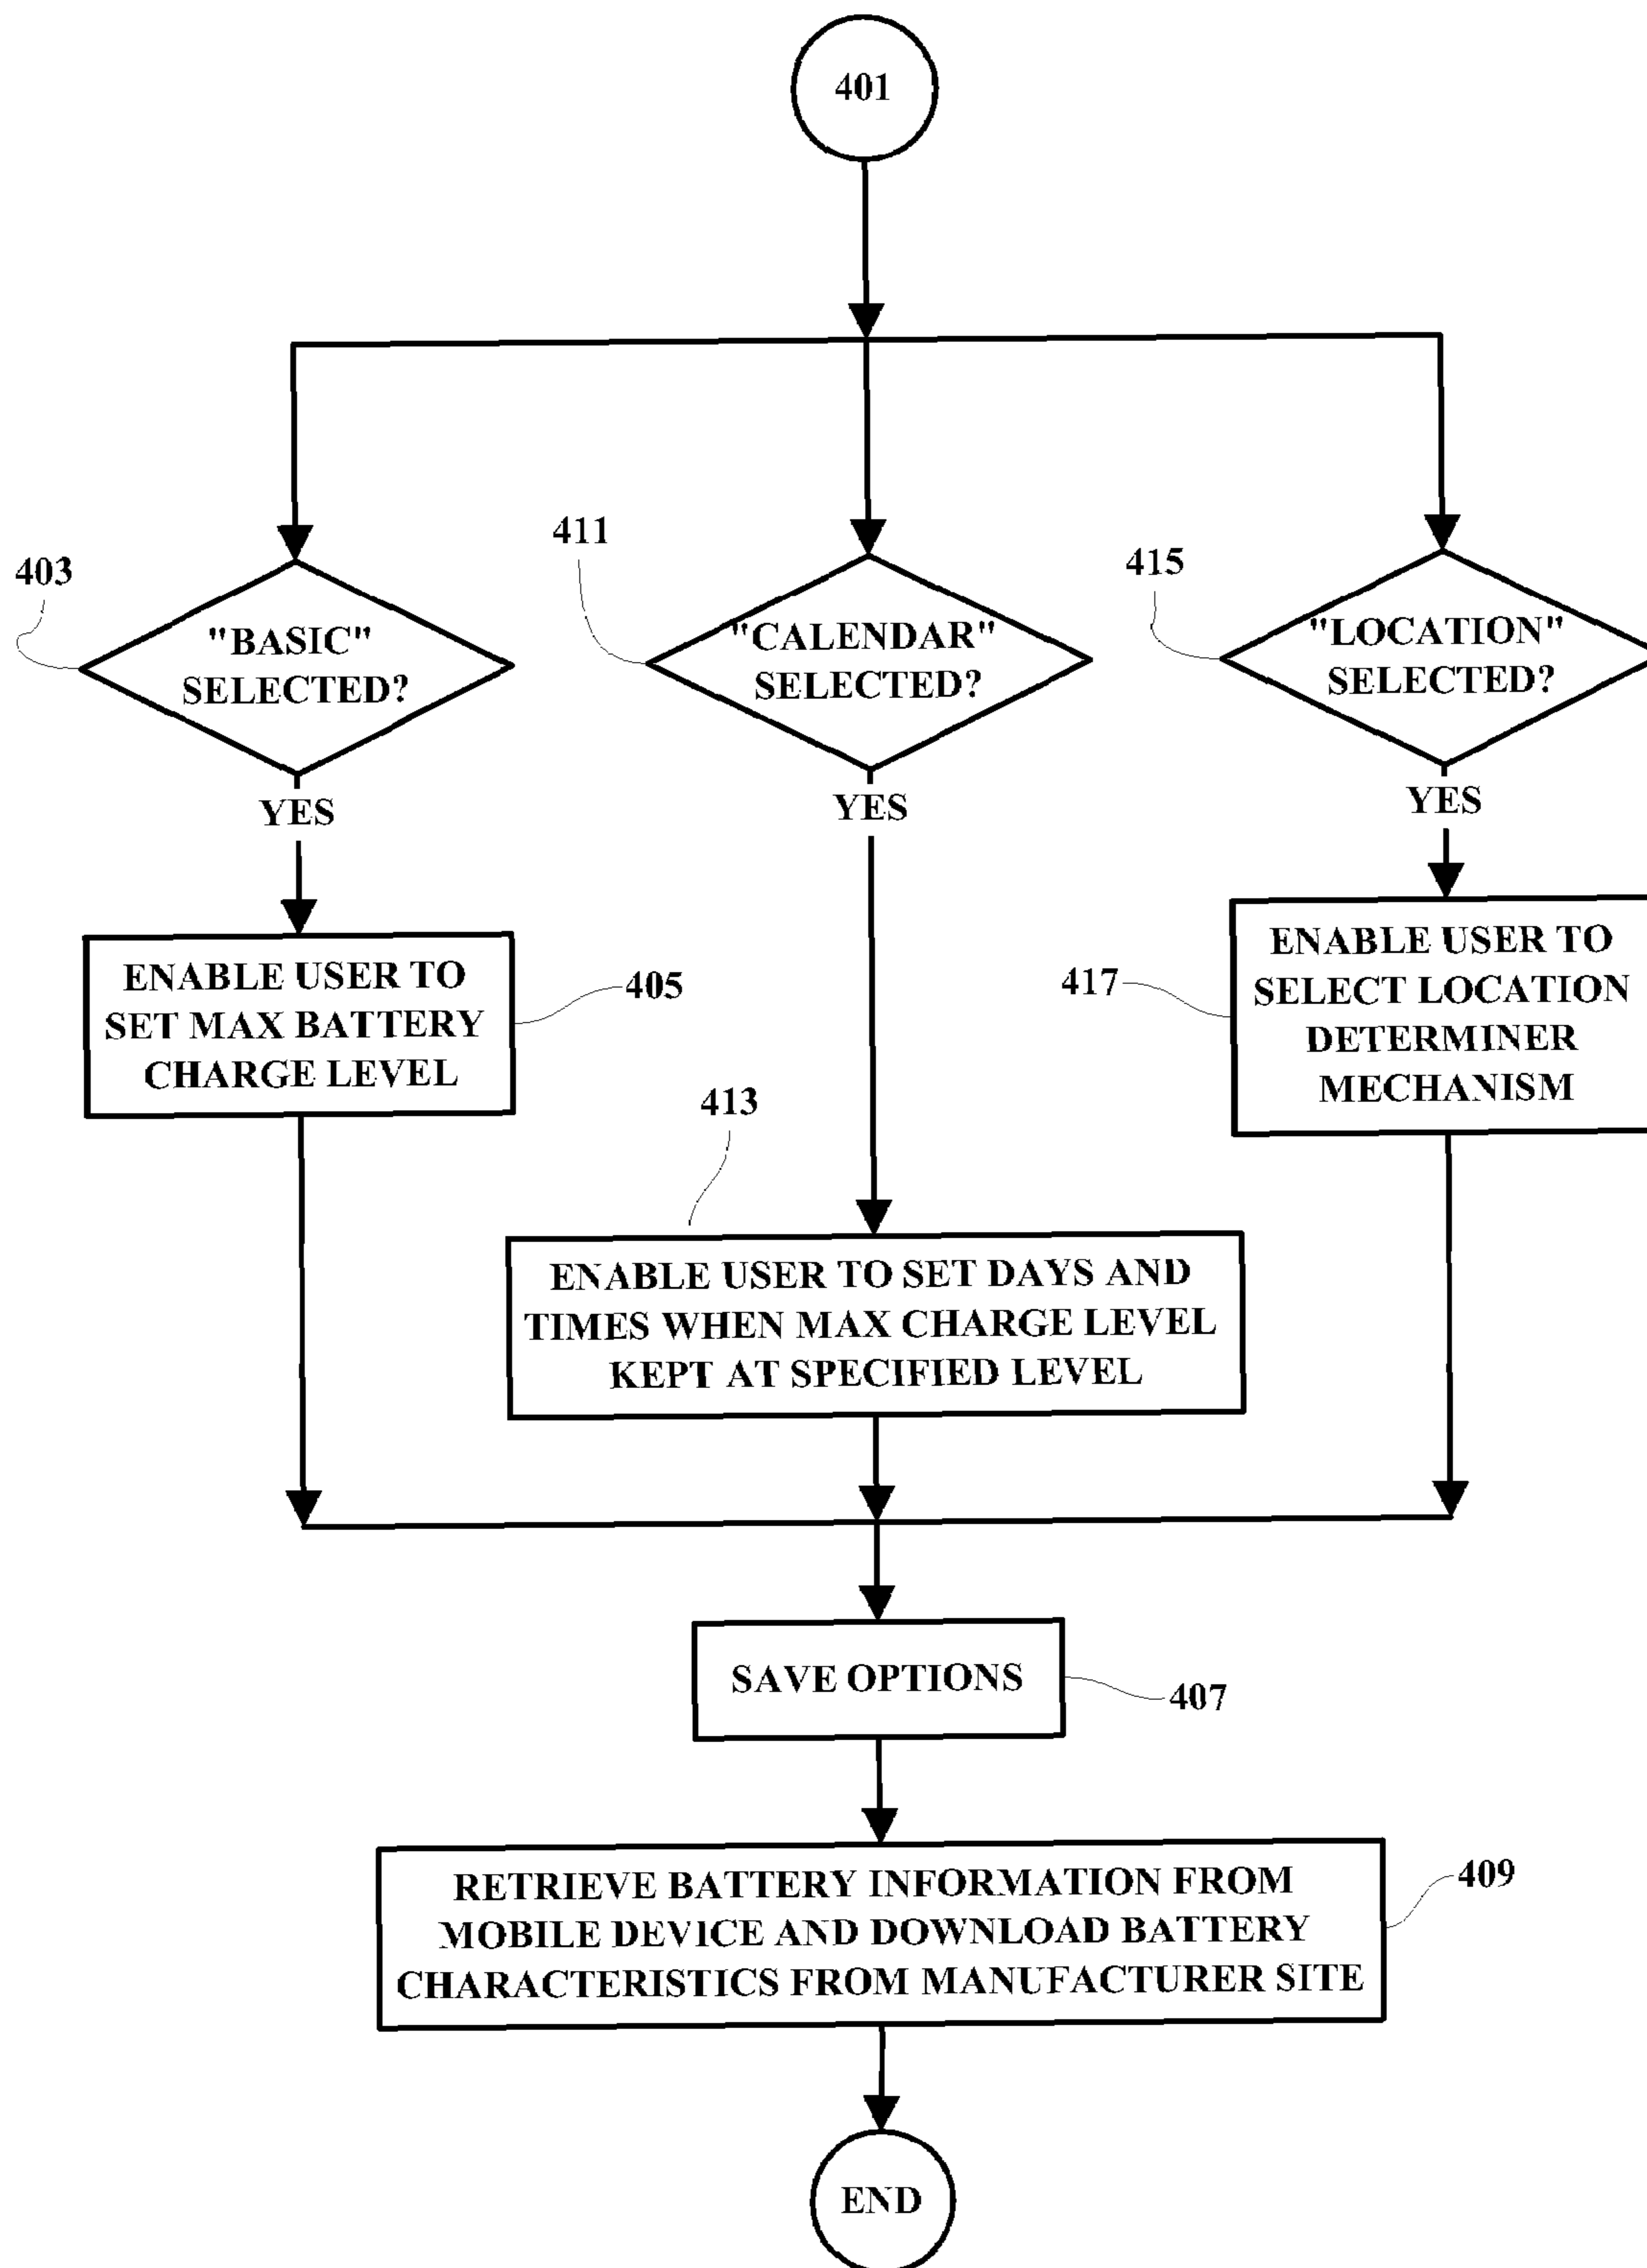 401
403
"BASIC"
SELECTED?
YES
411
"CALENDAR"
SELECTED?
YES
415
"LOCATION"
SELECTED?
YES
ENABLE USER TO
SET MAX BATTERY
CHARGE LEVEL
405
417
ENABLE USER TO
SELECT LOCATION
DETERMINER
MECHANISM
413
ENABLE USER TO SET DAYS AND
TIMES WHEN MAX CHARGE LEVEL
KEPT AT SPECIFIED LEVEL
SAVE OPTIONS
407
RETRIEVE BATTERY INFORMATION FROM
MOBILE DEVICE AND DOWNLOAD BATTERY
CHARACTERISTICS FROM MANUFACTURER SITE
409
END